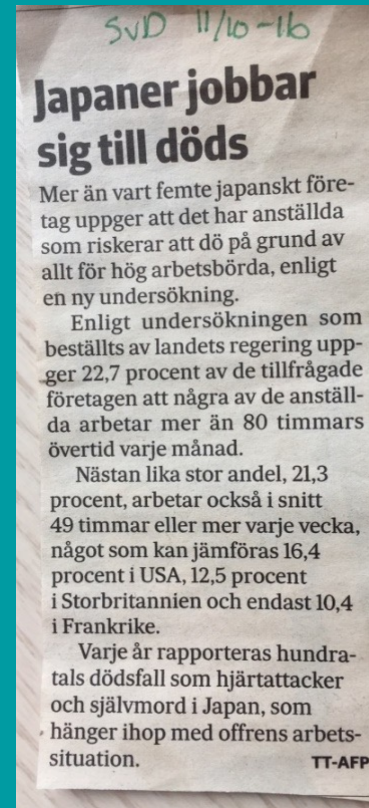 SvD 11/10-16
Japaner jobbar
sig till döds
Mer än vart femte japanskt före-
tag uppger att det har anställda
som riskerar att dö på grund av
allt för hög arbetsbörda, enligt
en ny undersökning.
Enligt undersökningen som
beställts av landets regering upp-
ger 22,7 procent av de tillfrågade
företagen att några av de anställ-
da arbetar mer än 80 timmars
övertid varje månad.
Nästan lika stor andel, 21,3
procent, arbetar också i snitt
49 timmar eller mer varje vecka,
något som kan jämföras 16,4
procent i USA, 12,5 procent
i Storbritannien och endast 10,4
i Frankrike.
Varje år rapporteras hundra-
tals dödsfall som hjärtattacker
och självmord i Japan, som
hänger ihop med offrens arbets-
situation. TT-AFP